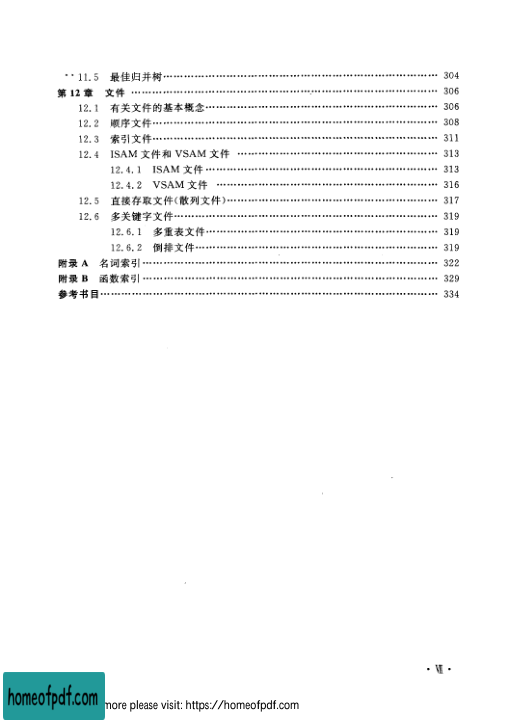 11.5 最佳归并树…………………………………………………………………… 304
第12章 文件 …………………………………………………………………… 306
12.1 有关文件的基本概念…………………………………………………… 306
12.2 顺序文件………………………………………………………………… 308
12.3 索引文件………………………………………………………………… 311
12.4 ISAM 文件和 VSAM 文件 ……………………………………………… 313
12.4.1 ISAM 文件…………………………………………………………… 313
12.4.2 VSAM 文件 ………………………………………………………… 316
12.5 直接存取文件(散列文件)……………………………………………… 317
12.6 多关键字文件…………………………………………………………… 319
12.6.1 多重表文件………………………………………………………… 319
12.6.2 倒排文件…………………………………………………………… 319
附录 A 名词索引………………………………………………………………… 322
附录 B 函数索引………………………………………………………………… 329
参考书目………………………………………………………………………… 334
· Ⅶ ·
homeofpdf.com more please visit: https://homeofpdf.com